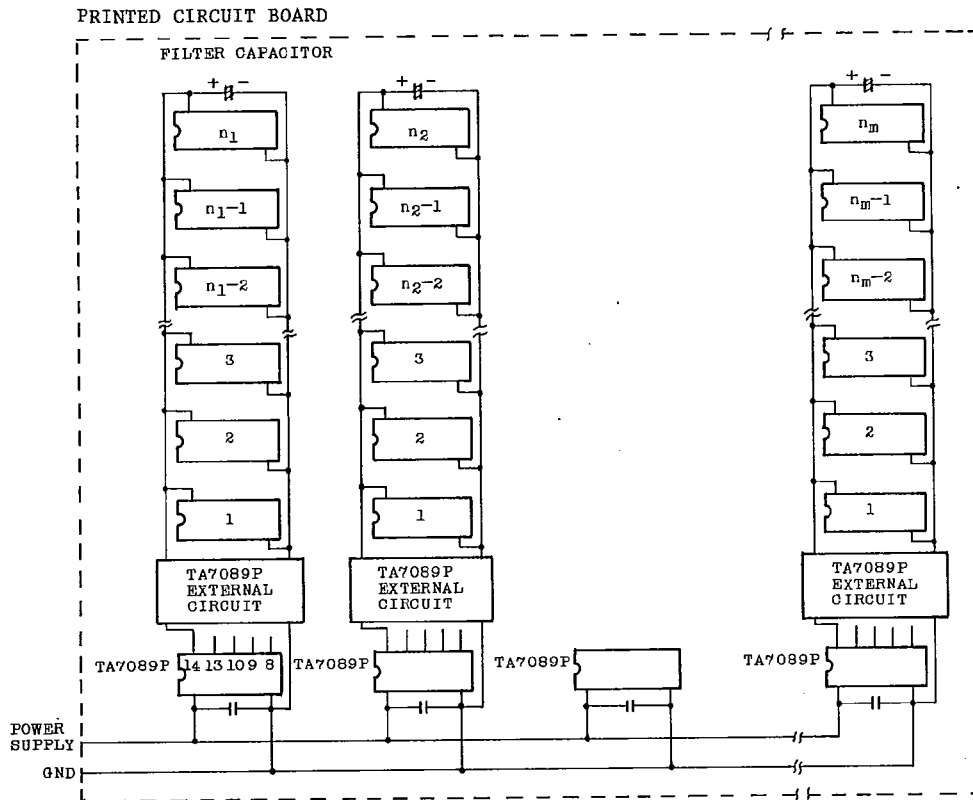 PRINTED CIRCUIT BOARD
FILTER CAPACITOR
+ - + - + -
n1 n2 nm
n1-1 n2-1 nm-1
n1-2 n2-2 nm-2
3 3 3
2 2 2
1 1 1
TA7089P EXTERNAL CIRCUIT
TA7089P EXTERNAL CIRCUIT
TA7089P EXTERNAL CIRCUIT
TA7089P 14 13 10 9 8 TA7089P TA7089P TA7089P
POWER SUPPLY
GND